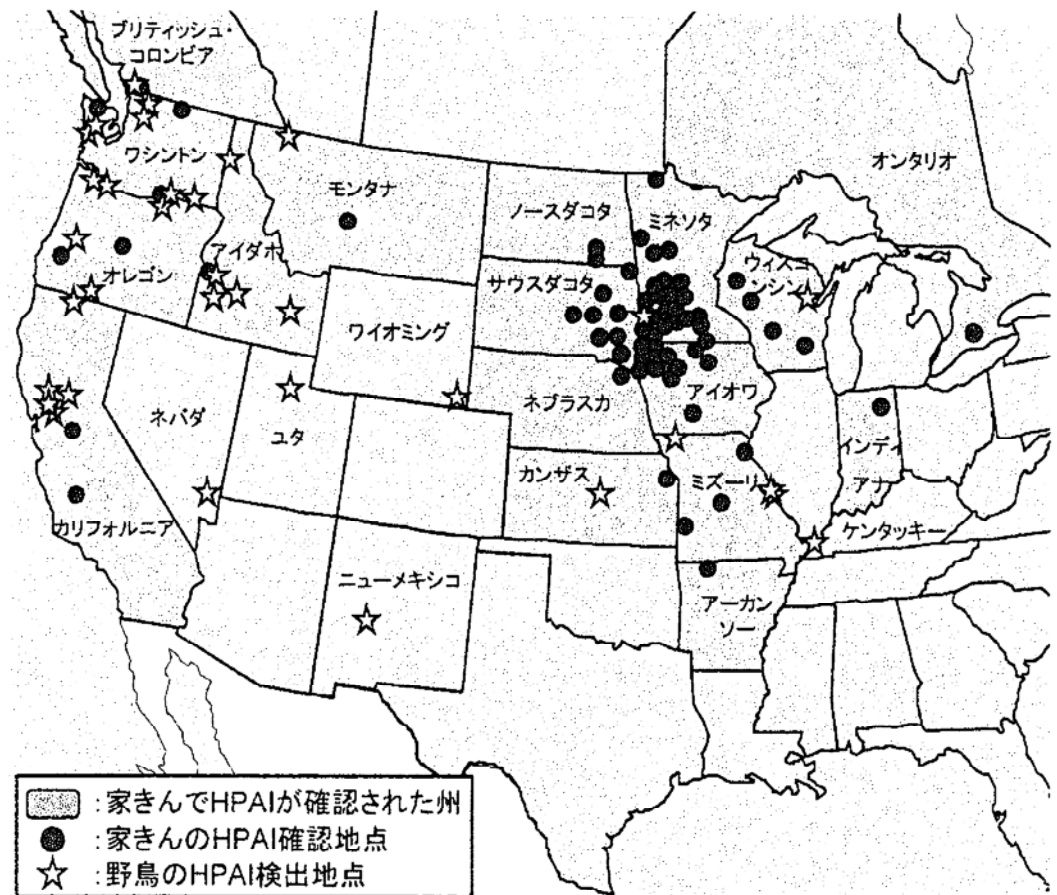 ブリティッシュ・
コロンビア
ワシントン
モンタナ
ノースダコタ
ミネソタ
オンタリオ
アイダホ
オレゴン
サウスダコタ
ウィスコ
ンシン
ワイオミング
ネバダ
ユタ
ネブラスカ
アイオワ
カンザス
ミズーリ
インディ
アナ
カリフォルニア
ケンタッキー
ニューメキシコ
アーカン
ソー
:家きんでHPAIが確認された州
:家きんのHPAI確認地点
:野鳥のHPAI検出地点